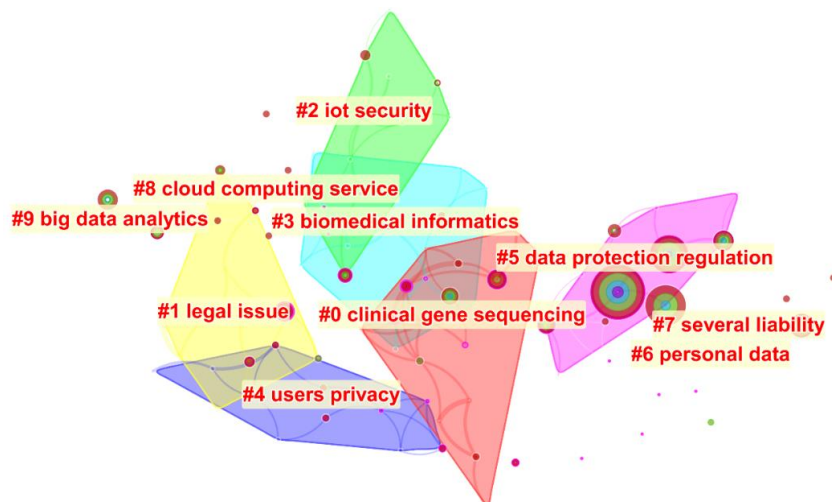 #2 iot security
#8 cloud computing service
#9 big data analytics
#3 biomedical informatics
#5 data protection regulation
#1 legal issue
#0 clinical gene sequencing
#7 several liability
#6 personal data
#4 users privacy